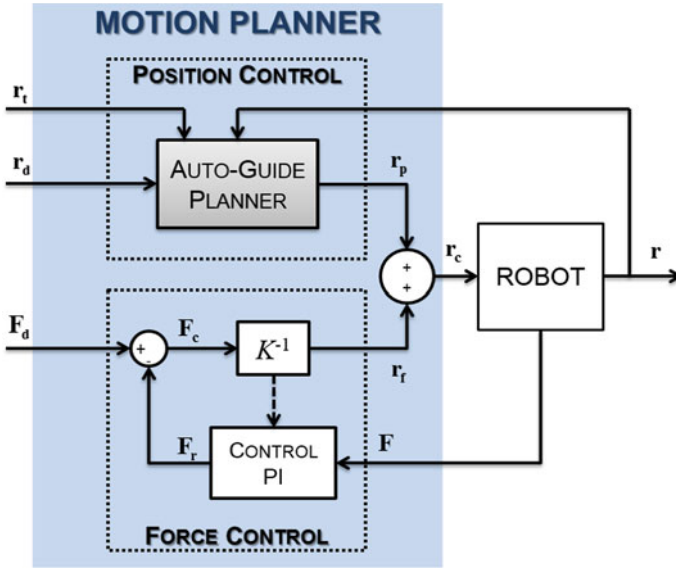 MOTION PLANNER
POSITION CONTROL
r_t
r_d
AUTO-GUIDE
PLANNER
r_p
r_c
ROBOT
r
+
+
F_d
+
-
F_c
K^-1
r_f
F_r
CONTROL
PI
F
FORCE CONTROL